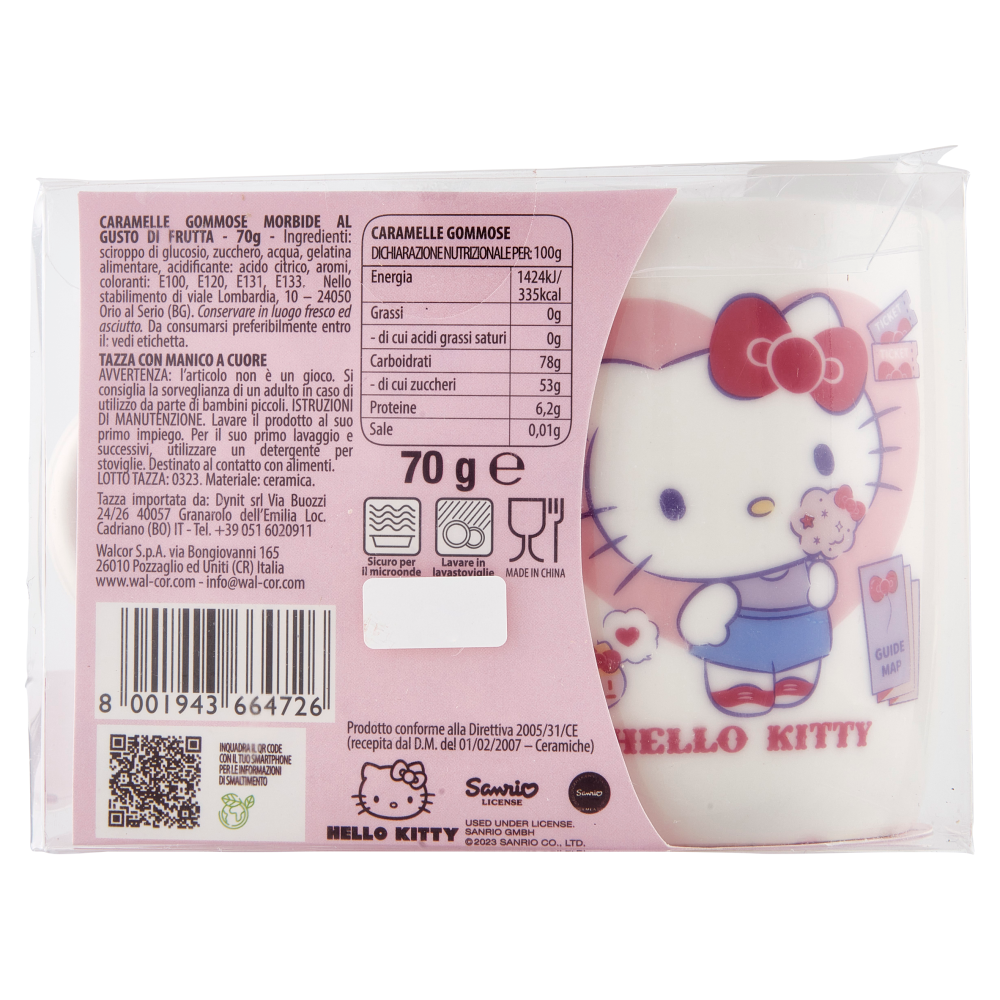 CARAMELLE GOMMOSE MORBIDE AL
GUSTO DI FRUTTA - 70g - Ingredienti:
sciroppo di glucosio, zucchero, acqua, gelatina
alimentare, acidificante: acido citrico, aromi,
coloranti: E100, E120, E131, E133. Nello
stabilimento di viale Lombardia, 10 – 24050
Orio al Serio (BG). Conservare in luogo fresco ed
asciutto. Da consumarsi preferibilmente entro
il: vedi etichetta.
TAZZA CON MANICO A CUORE
AVVERTENZA: l'articolo non è un gioco. Si
consiglia la sorveglianza di un adulto in caso di
utilizzo da parte di bambini piccoli. ISTRUZIONI
DI MANUTENZIONE. Lavare il prodotto al suo
primo impiego. Per il suo primo lavaggio e
successivi, utilizzare un detergente per
stoviglie. Destinato al contatto con alimenti.
LOTTO TAZZA: 0323. Materiale: ceramica.
Tazza importata da: Dynit srl Via Buozzi
24/26 40057 Granarolo dell'Emilia Loc.
Cadriano (BO) IT - Tel. +39 051 6020911
Walcor S.p.A. via Bongiovanni 165
26010 Pozzaglio ed Uniti (CR) Italia
www.wal-cor.com - info@wal-cor.com
8 001943 664726
INQUADRA IL QR CODE
CON IL TUO SMARTPHONE
PER LE INFORMAZIONI
DI SMALTIMENTO
CARAMELLE GOMMOSE
DICHIARAZIONE NUTRIZIONALE PER: 100g
Energia 1424kJ/
335kcal
Grassi 0g
- di cui acidi grassi saturi 0g
Carboidrati 78g
- di cui zuccheri 53g
Proteine 6,2g
Sale 0,01g
70 g e
Sicuro per
il microonde
Lavare in
lavastoviglie
MADE IN CHINA
Prodotto conforme alla Direttiva 2005/31/CE
(recepita dal D.M. del 01/02/2007 – Ceramiche)
HELLO KITTY
Sanrio
LICENSE
Sanrio
USED UNDER LICENSE.
SANRIO GMBH
©2023 SANRIO CO., LTD.
TICKET
TICKET
GUIDE
MAP
HELLO KITTY